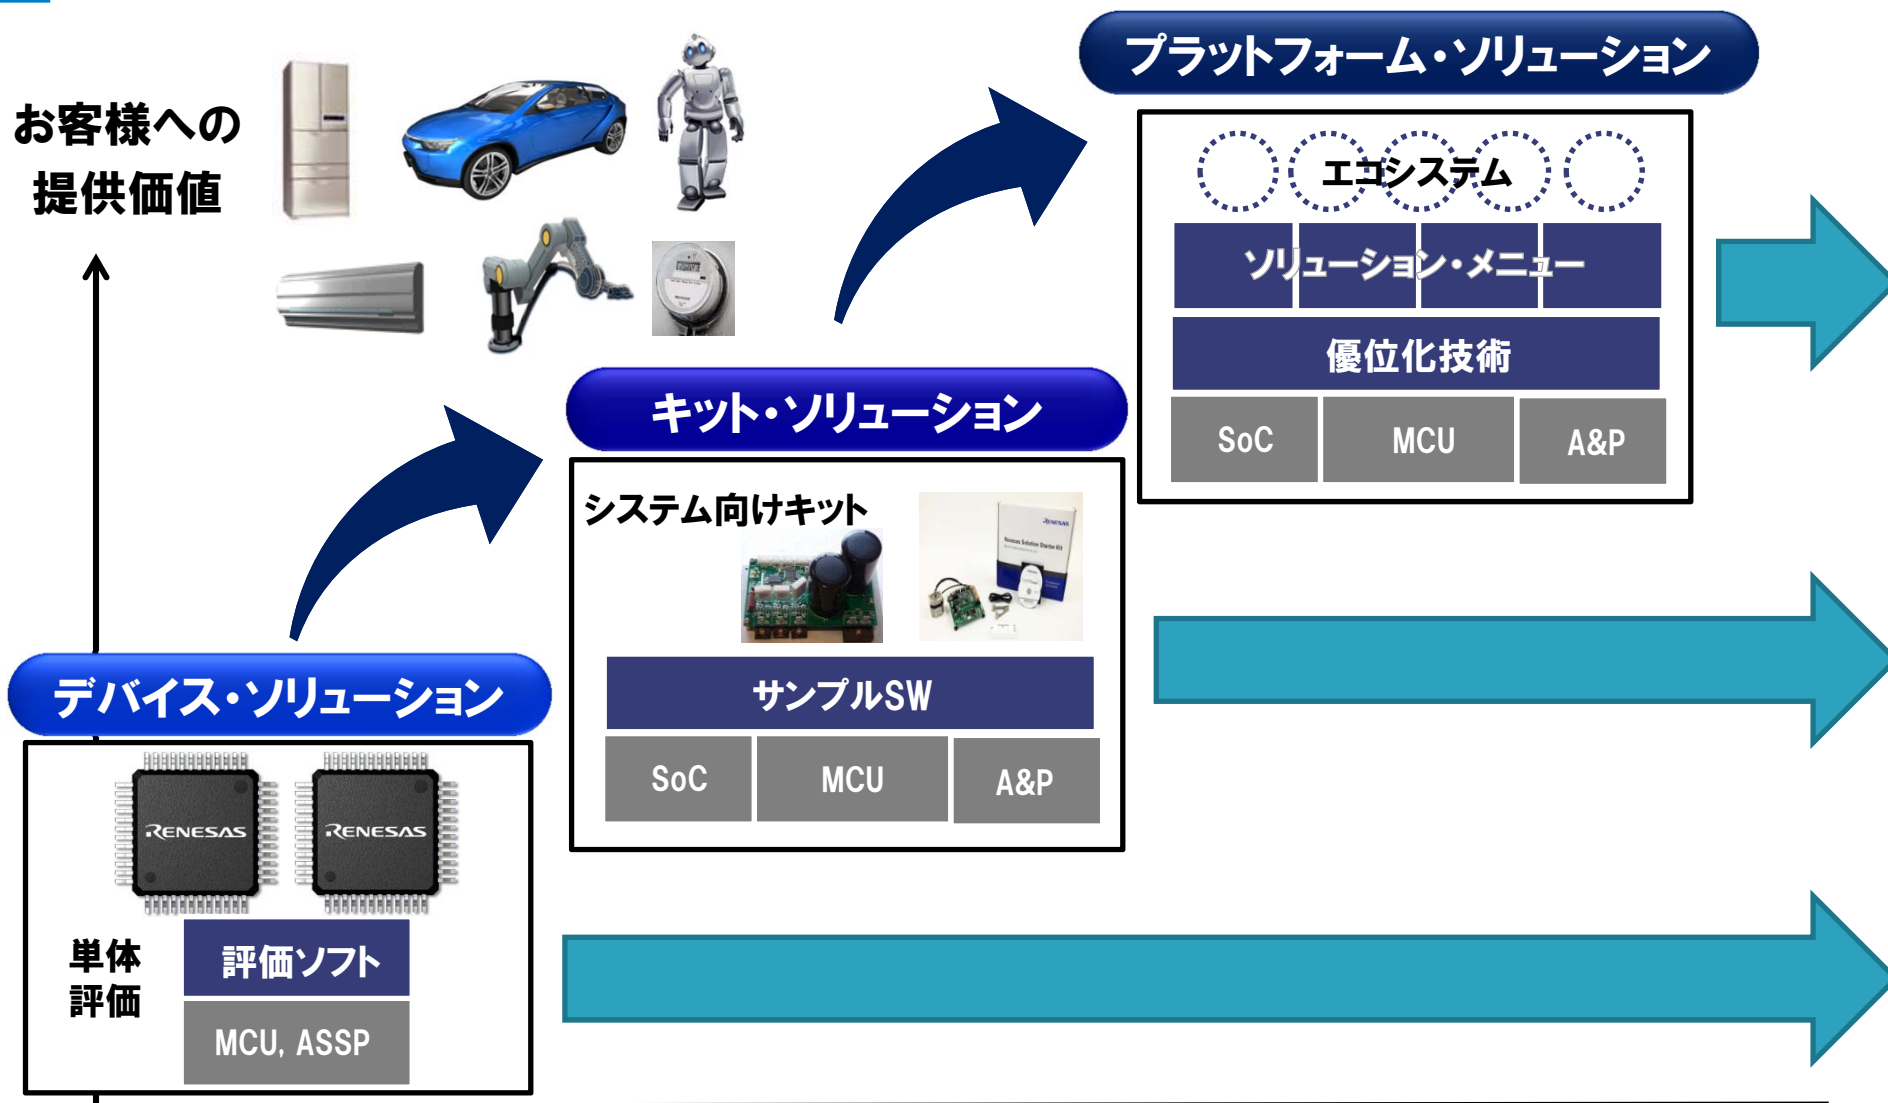 プラットフォーム・ソリューション
お客様への
提供価値
エコシステム
ソリューション・メニュー
優位化技術
SoC
MCU
A&P
キット・ソリューション
システム向けキット
RENESAS
Renesas Solution Starter Kit
サンプルSW
SoC
MCU
A&P
デバイス・ソリューション
RENESAS
RENESAS
単体
評価
評価ソフト
MCU, ASSP